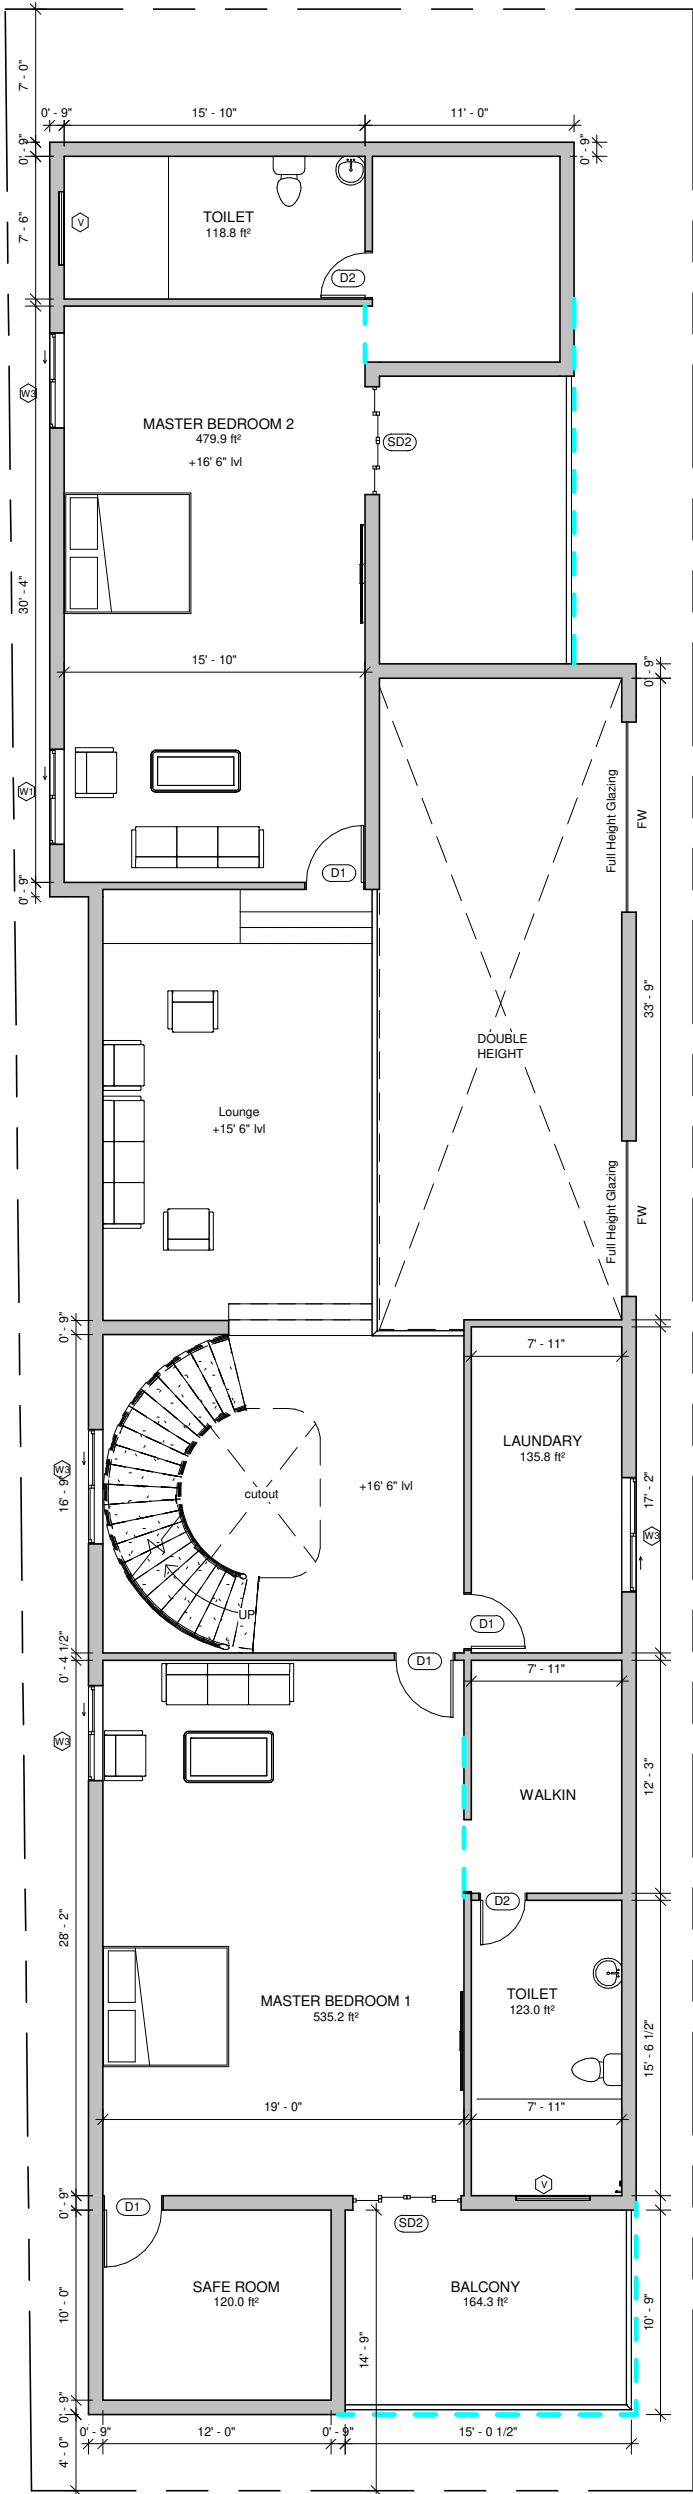 7' - 0"
0' - 9"
15' - 10"
11' - 0"
0' - 9"
0' - 9"
7' - 6"
V
TOILET
118.8 ft²
D2
W3
MASTER BEDROOM 2
479.9 ft²
+16' 6" lvl
SD2
30' - 4"
15' - 10"
0' - 9"
W1
Full Height Glazing
FW
D1
0' - 9"
33' - 9"
DOUBLE
HEIGHT
Lounge
+15' 6" lvl
Full Height Glazing
FW
0' - 9"
7' - 11"
LAUNDARY
135.8 ft²
W3
16' - 9"
cutout
+16' 6" lvl
17' - 2"
W3
UP
D1
0' - 4 1/2"
D1
7' - 11"
W3
WALKIN
12' - 3"
D2
28' - 2"
MASTER BEDROOM 1
535.2 ft²
TOILET
123.0 ft²
15' - 6 1/2"
19' - 0"
7' - 11"
V
0' - 9"
D1
SD2
SAFE ROOM
120.0 ft²
BALCONY
164.3 ft²
10' - 0"
14' - 9"
10' - 9"
0' - 9"
4' - 0"
0' - 9"
12' - 0"
0' - 9"
15' - 0 1/2"